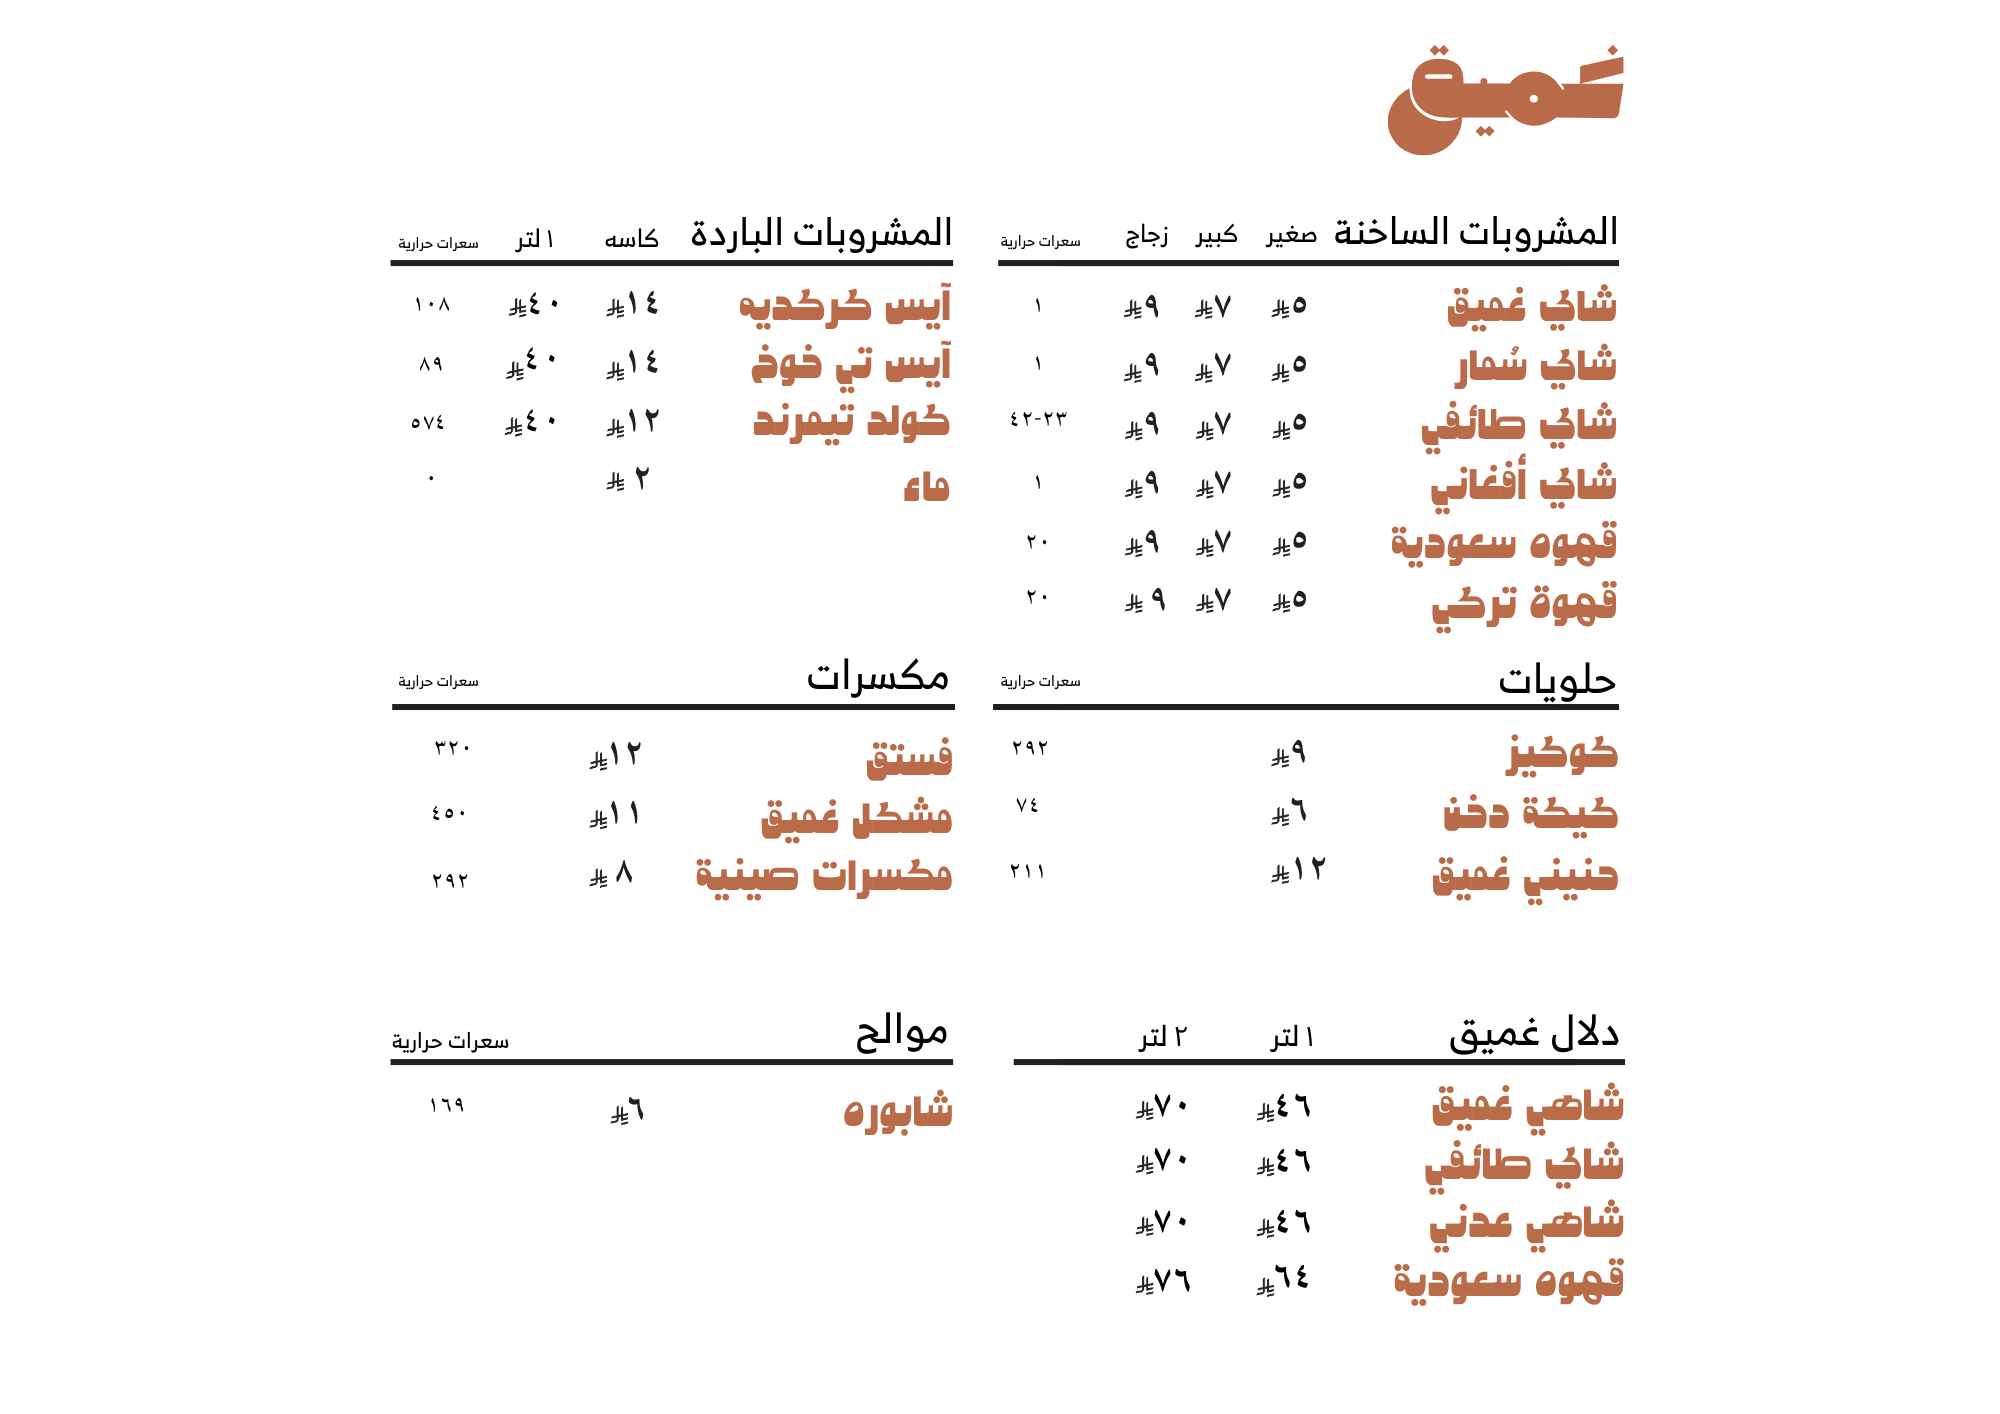 غميق
المشروبات الساخنة صغير كبير زجاج سعرات حرارية
شاي غميق ٥ ٧ ٩ ١
شاي سُمار ٥ ٧ ٩ ١
شاي طائفي ٥ ٧ ٩ ٢٣-٤٢
شاي أفغاني ٥ ٧ ٩ ١
قهوه سعودية ٥ ٧ ٩ ٢٠
قهوة تركي ٥ ٧ ٩ ٢٠
المشروبات الباردة كاسه ١ لتر سعرات حرارية
آيس كركديه ١٤ ٤٠ ١٠٨
آيس تي خوخ ١٤ ٤٠ ٨٩
كولد تيمرند ١٢ ٤٠ ٥٧٤
ماء ٢ ٠
حلويات سعرات حرارية
كوكيز ٩ ٢٩٢
كيكة دخن ٦ ٧٤
حنيني غميق ١٢ ٢١١
مكسرات سعرات حرارية
فستق ١٢ ٣٢٠
مشكل غميق ١١ ٤٥٠
مكسرات صينية ٨ ٢٩٢
دلال غميق ١ لتر ٢ لتر
شاهي غميق ٤٦ ٧٠
شاي طائفي ٤٦ ٧٠
شاهي عدني ٤٦ ٧٠
قهوه سعودية ٦٤ ٧٦
موالح سعرات حرارية
شابوره ٦ ١٦٩